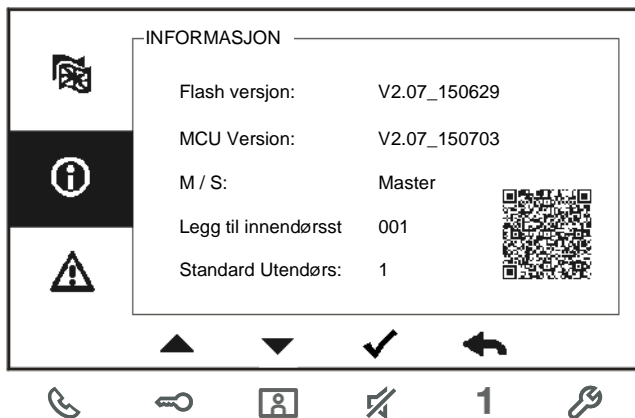 INFORMASJON
Flash versjon: V2.07_150629
MCU Version: V2.07_150703
M / S: Master
Legg til innendørsst 001
Standard Utendørs: 1
1